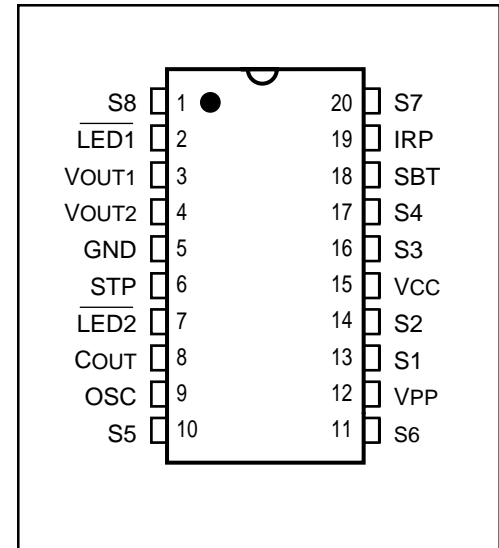 S8 1 20 S7
LED1 2 19 IRP
VOUT1 3 18 SBT
VOUT2 4 17 S4
GND 5 16 S3
STP 6 15 VCC
LED2 7 14 S2
COUT 8 13 S1
OSC 9 12 VPP
S5 10 11 S6